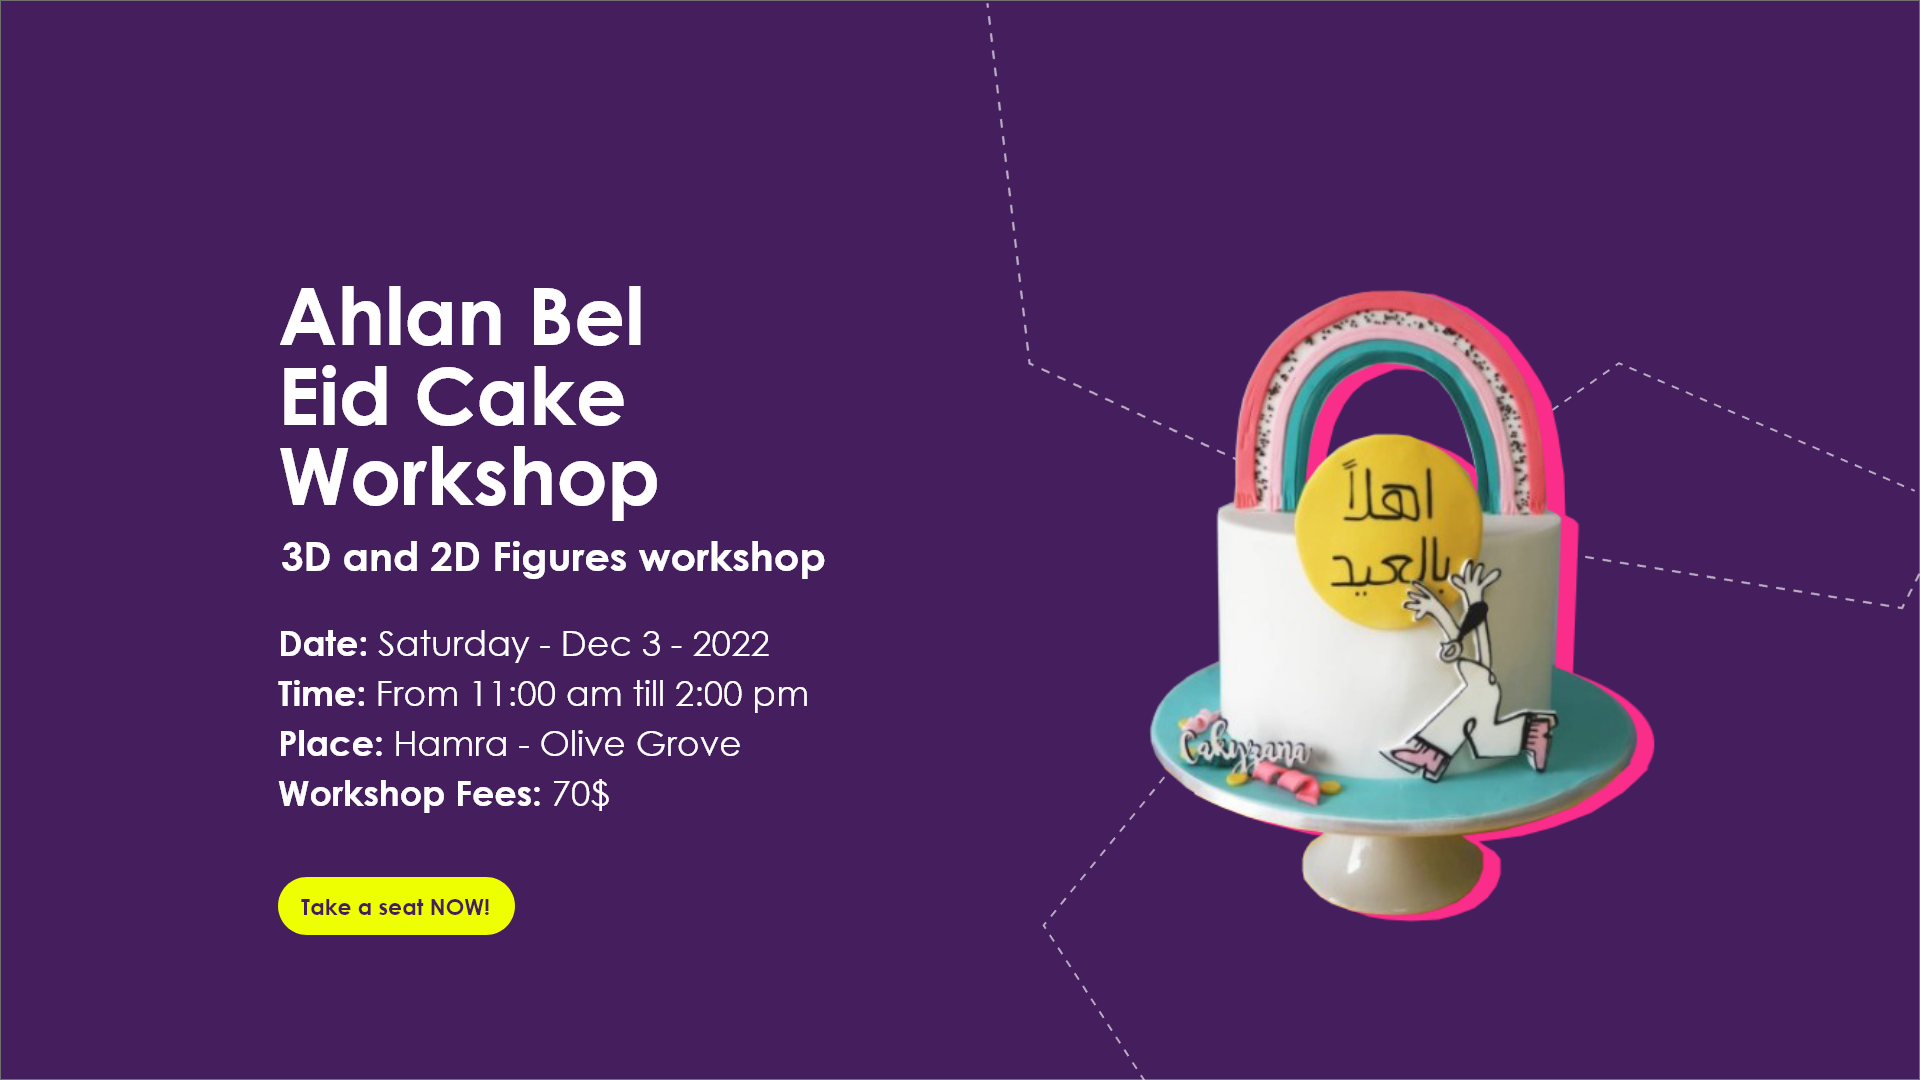 Ahlan Bel
Eid Cake
Workshop
3D and 2D Figures workshop
Date: Saturday - Dec 3 - 2022
Time: From 11:00 am till 2:00 pm
Place: Hamra - Olive Grove
Workshop Fees: 70$
Take a seat NOW!
اهلاً
بالعيد
Cakyzana